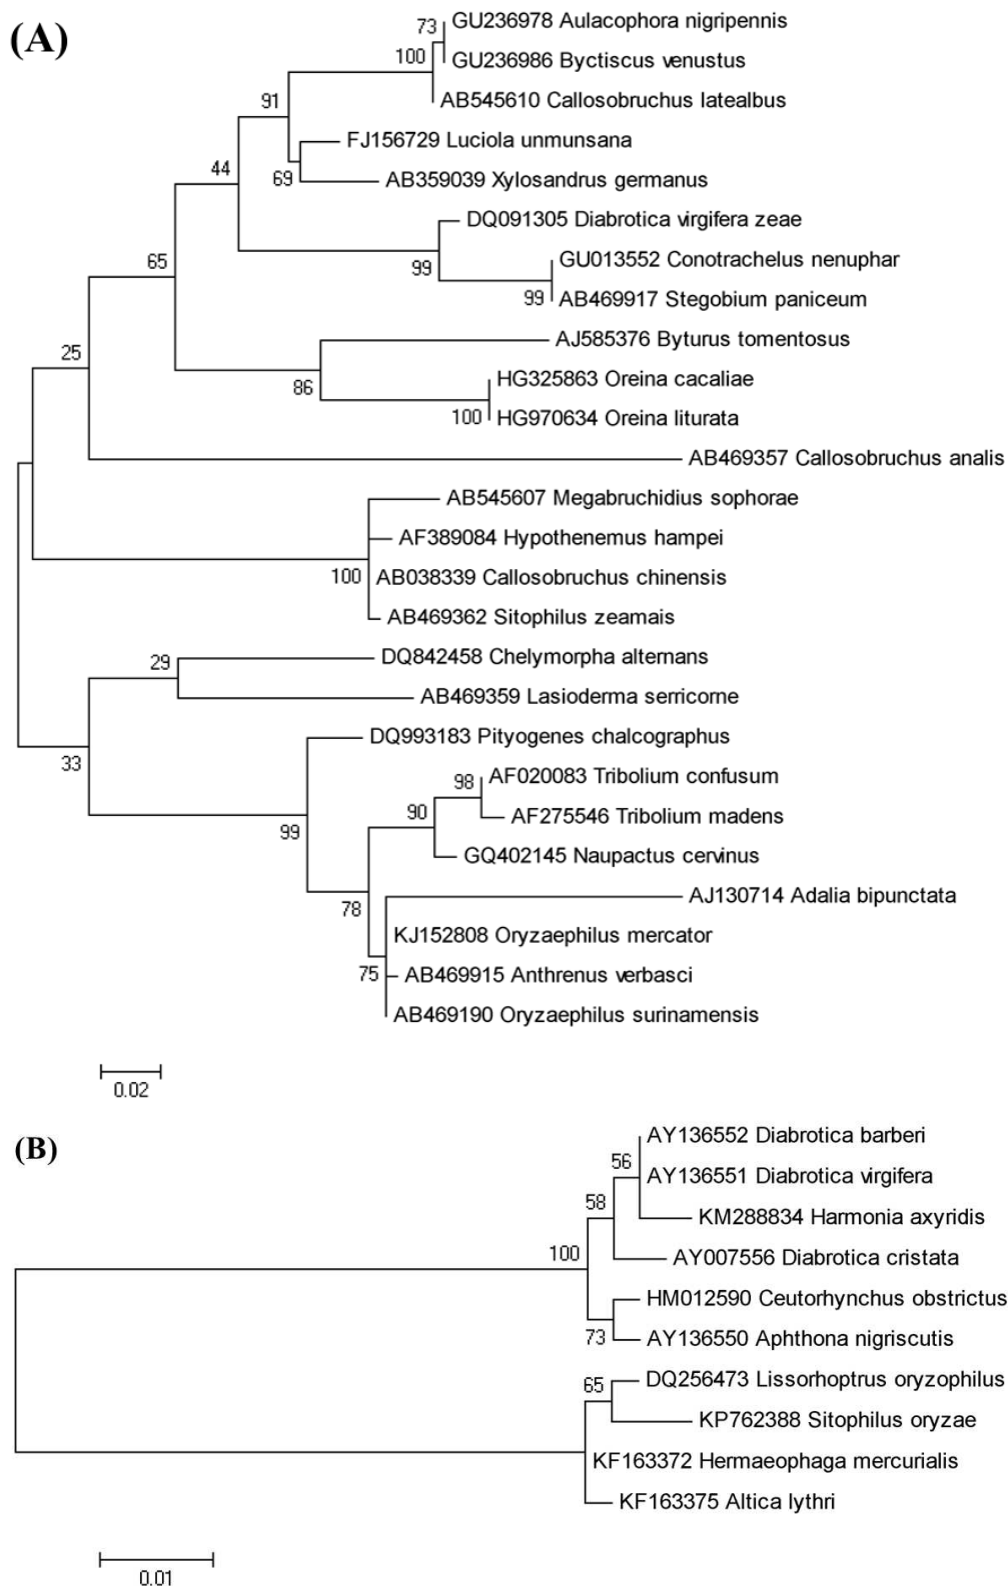 (A)
73
GU236978 Aulacophora nigripennis
100
GU236986 Byctiscus venustus
91
AB545610 Callosobruchus latealbus
FJ156729 Luciola unmunsana
44
69
AB359039 Xylosandrus germanus
DQ091305 Diabrotica virgifera zeae
65
99
GU013552 Conotrachelus nenuphar
99
AB469917 Stegobium paniceum
AJ585376 Byturus tomentosus
25
86
HG325863 Oreina cacaliae
100
HG970634 Oreina liturata
AB469357 Callosobruchus analis
AB545607 Megabruchidius sophorae
AF389084 Hypothenemus hampei
100
AB038339 Callosobruchus chinensis
AB469362 Sitophilus zeamais
29
DQ842458 Chelymorpha alternans
AB469359 Lasioderma serricorne
33
DQ993183 Pityogenes chalcographus
98
AF020083 Tribolium confusum
90
AF275546 Tribolium madens
99
GQ402145 Naupactus cervinus
78
AJ130714 Adalia bipunctata
KJ152808 Oryzaephilus mercator
75
AB469915 Anthrenus verbasci
AB469190 Oryzaephilus surinamensis
0.02
(B)
AY136552 Diabrotica barberi
56
AY136551 Diabrotica virgifera
58
KM288834 Harmonia axyridis
100
AY007556 Diabrotica cristata
HM012590 Ceutorhynchus obstrictus
73
AY136550 Aphthona nigriscutis
65
DQ256473 Lissorhoptrus oryzophilus
KP762388 Sitophilus oryzae
KF163372 Hermaeophaga mercurialis
KF163375 Altica lythri
0.01